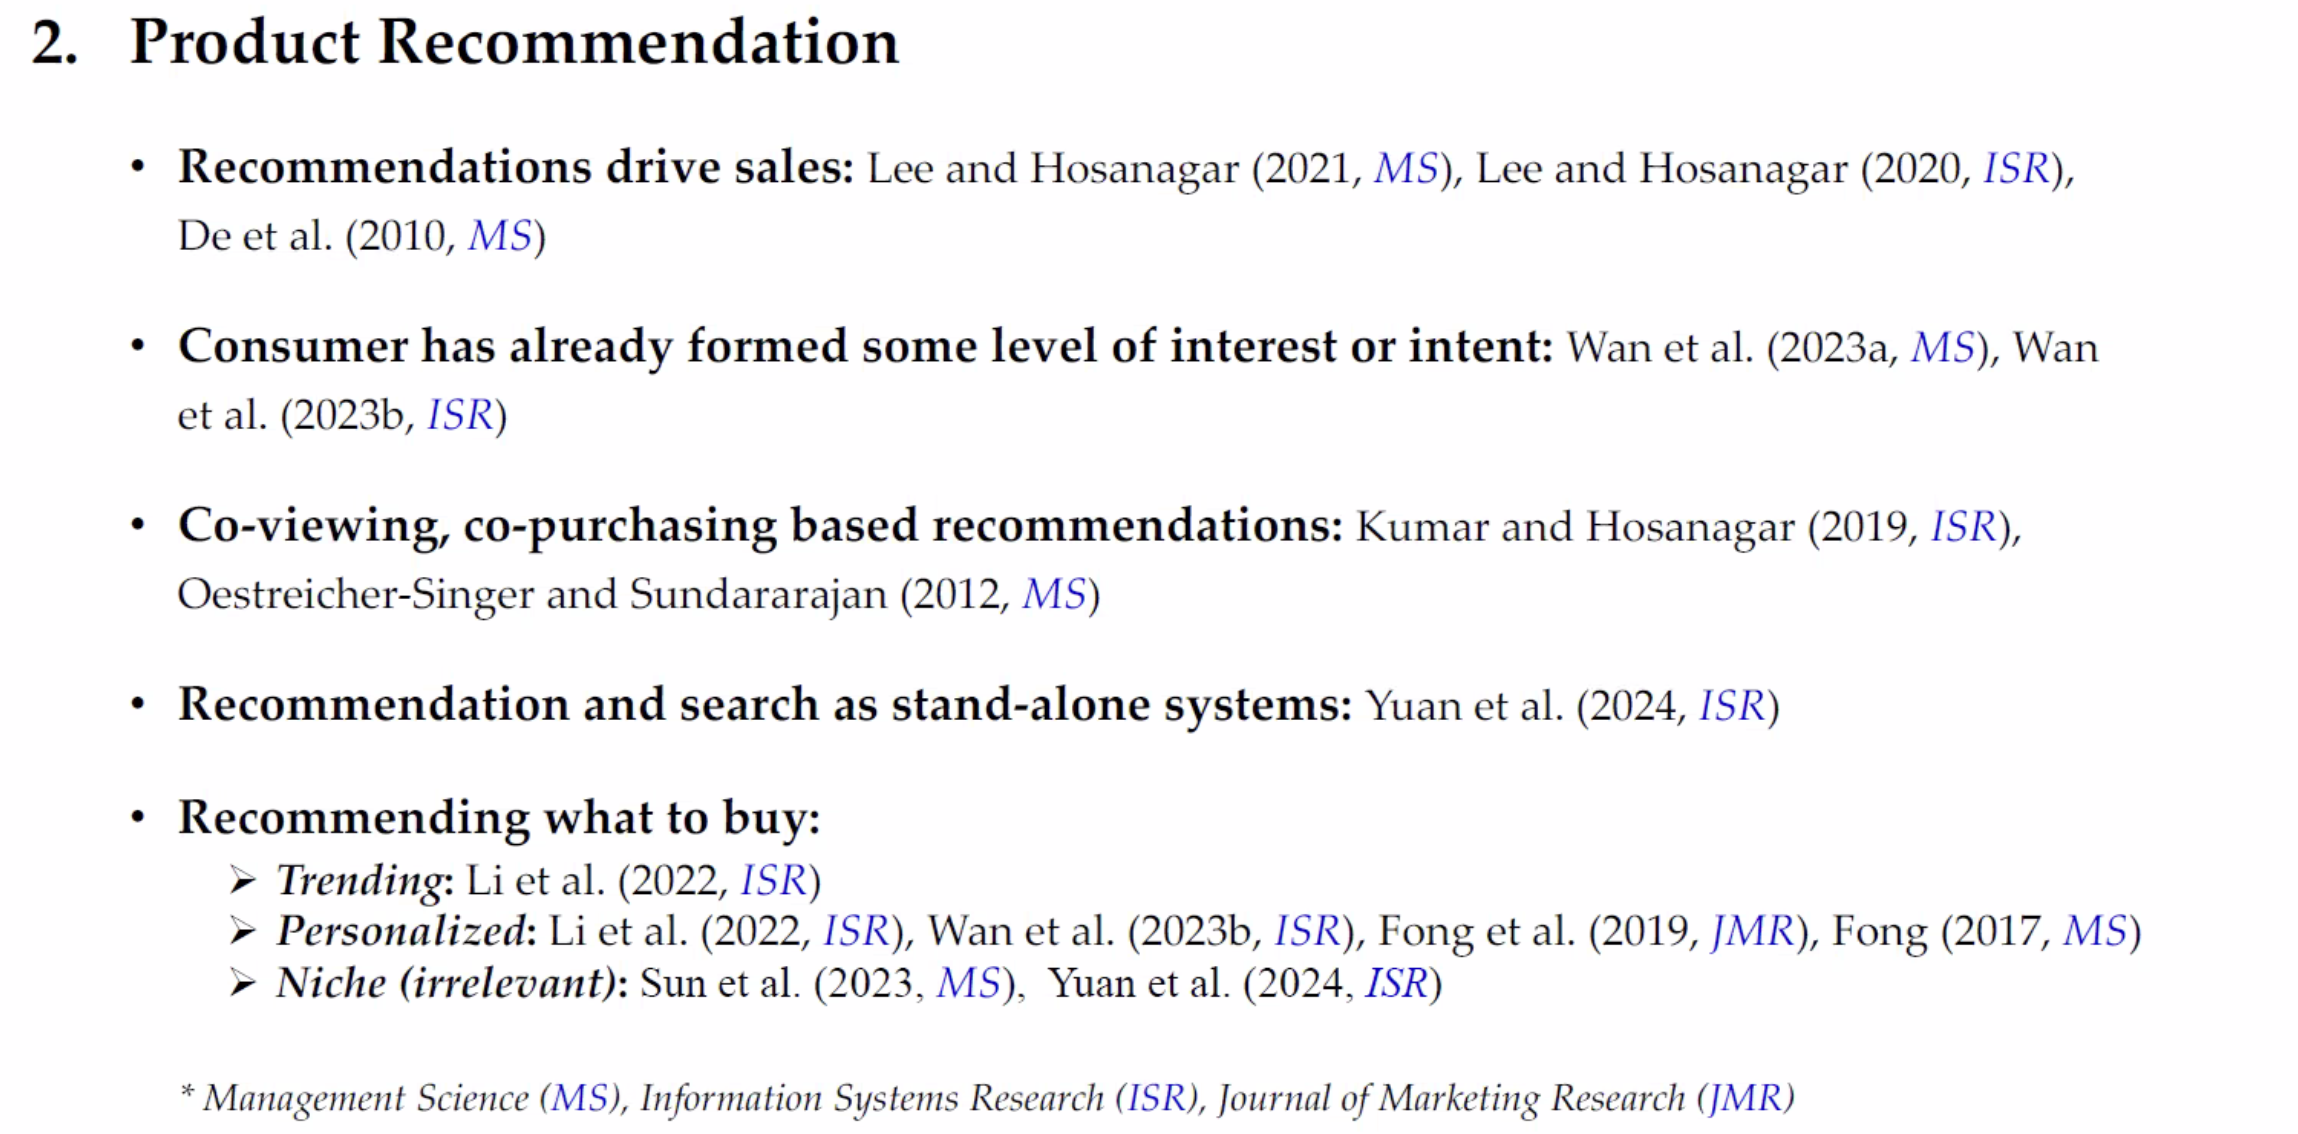 2. Product Recommendation
• Recommendations drive sales: Lee and Hosanagar (2021, MS), Lee and Hosanagar (2020, ISR),
De et al. (2010, MS)
• Consumer has already formed some level of interest or intent: Wan et al. (2023a, MS), Wan
et al. (2023b, ISR)
• Co-viewing, co-purchasing based recommendations: Kumar and Hosanagar (2019, ISR),
Oestreicher-Singer and Sundararajan (2012, MS)
• Recommendation and search as stand-alone systems: Yuan et al. (2024, ISR)
• Recommending what to buy:
➢ Trending: Li et al. (2022, ISR)
➢ Personalized: Li et al. (2022, ISR), Wan et al. (2023b, ISR), Fong et al. (2019, JMR), Fong (2017, MS)
➢ Niche (irrelevant): Sun et al. (2023, MS), Yuan et al. (2024, ISR)
* Management Science (MS), Information Systems Research (ISR), Journal of Marketing Research (JMR)